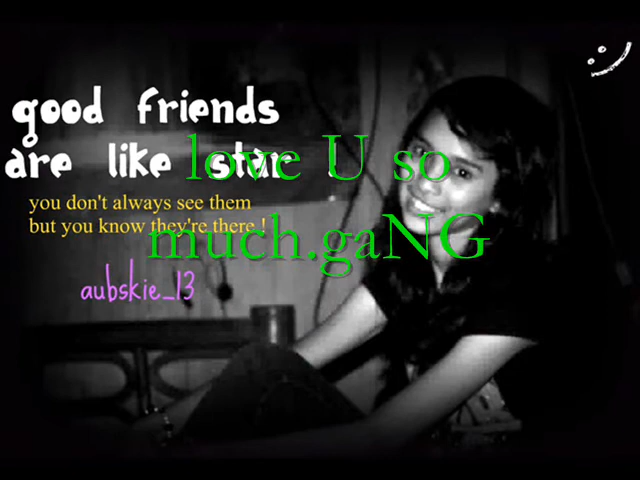 good friends
are like star .
you don't always see them
but you know they're there !
aubskie_13
love U so
much.gaNG